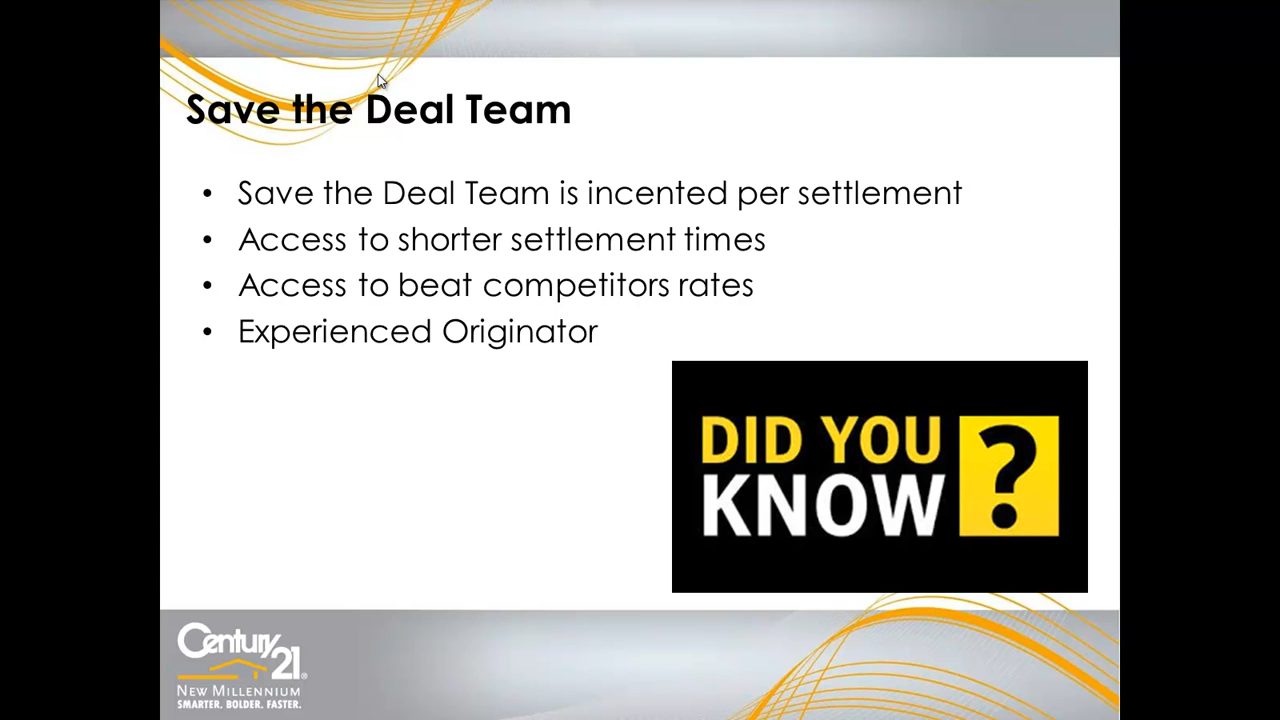 Save the Deal Team
• Save the Deal Team is incented per settlement
• Access to shorter settlement times
• Access to beat competitors rates
• Experienced Originator
DID YOU
KNOW ?
Century 21®
NEW MILLENNIUM
SMARTER. BOLDER. FASTER.